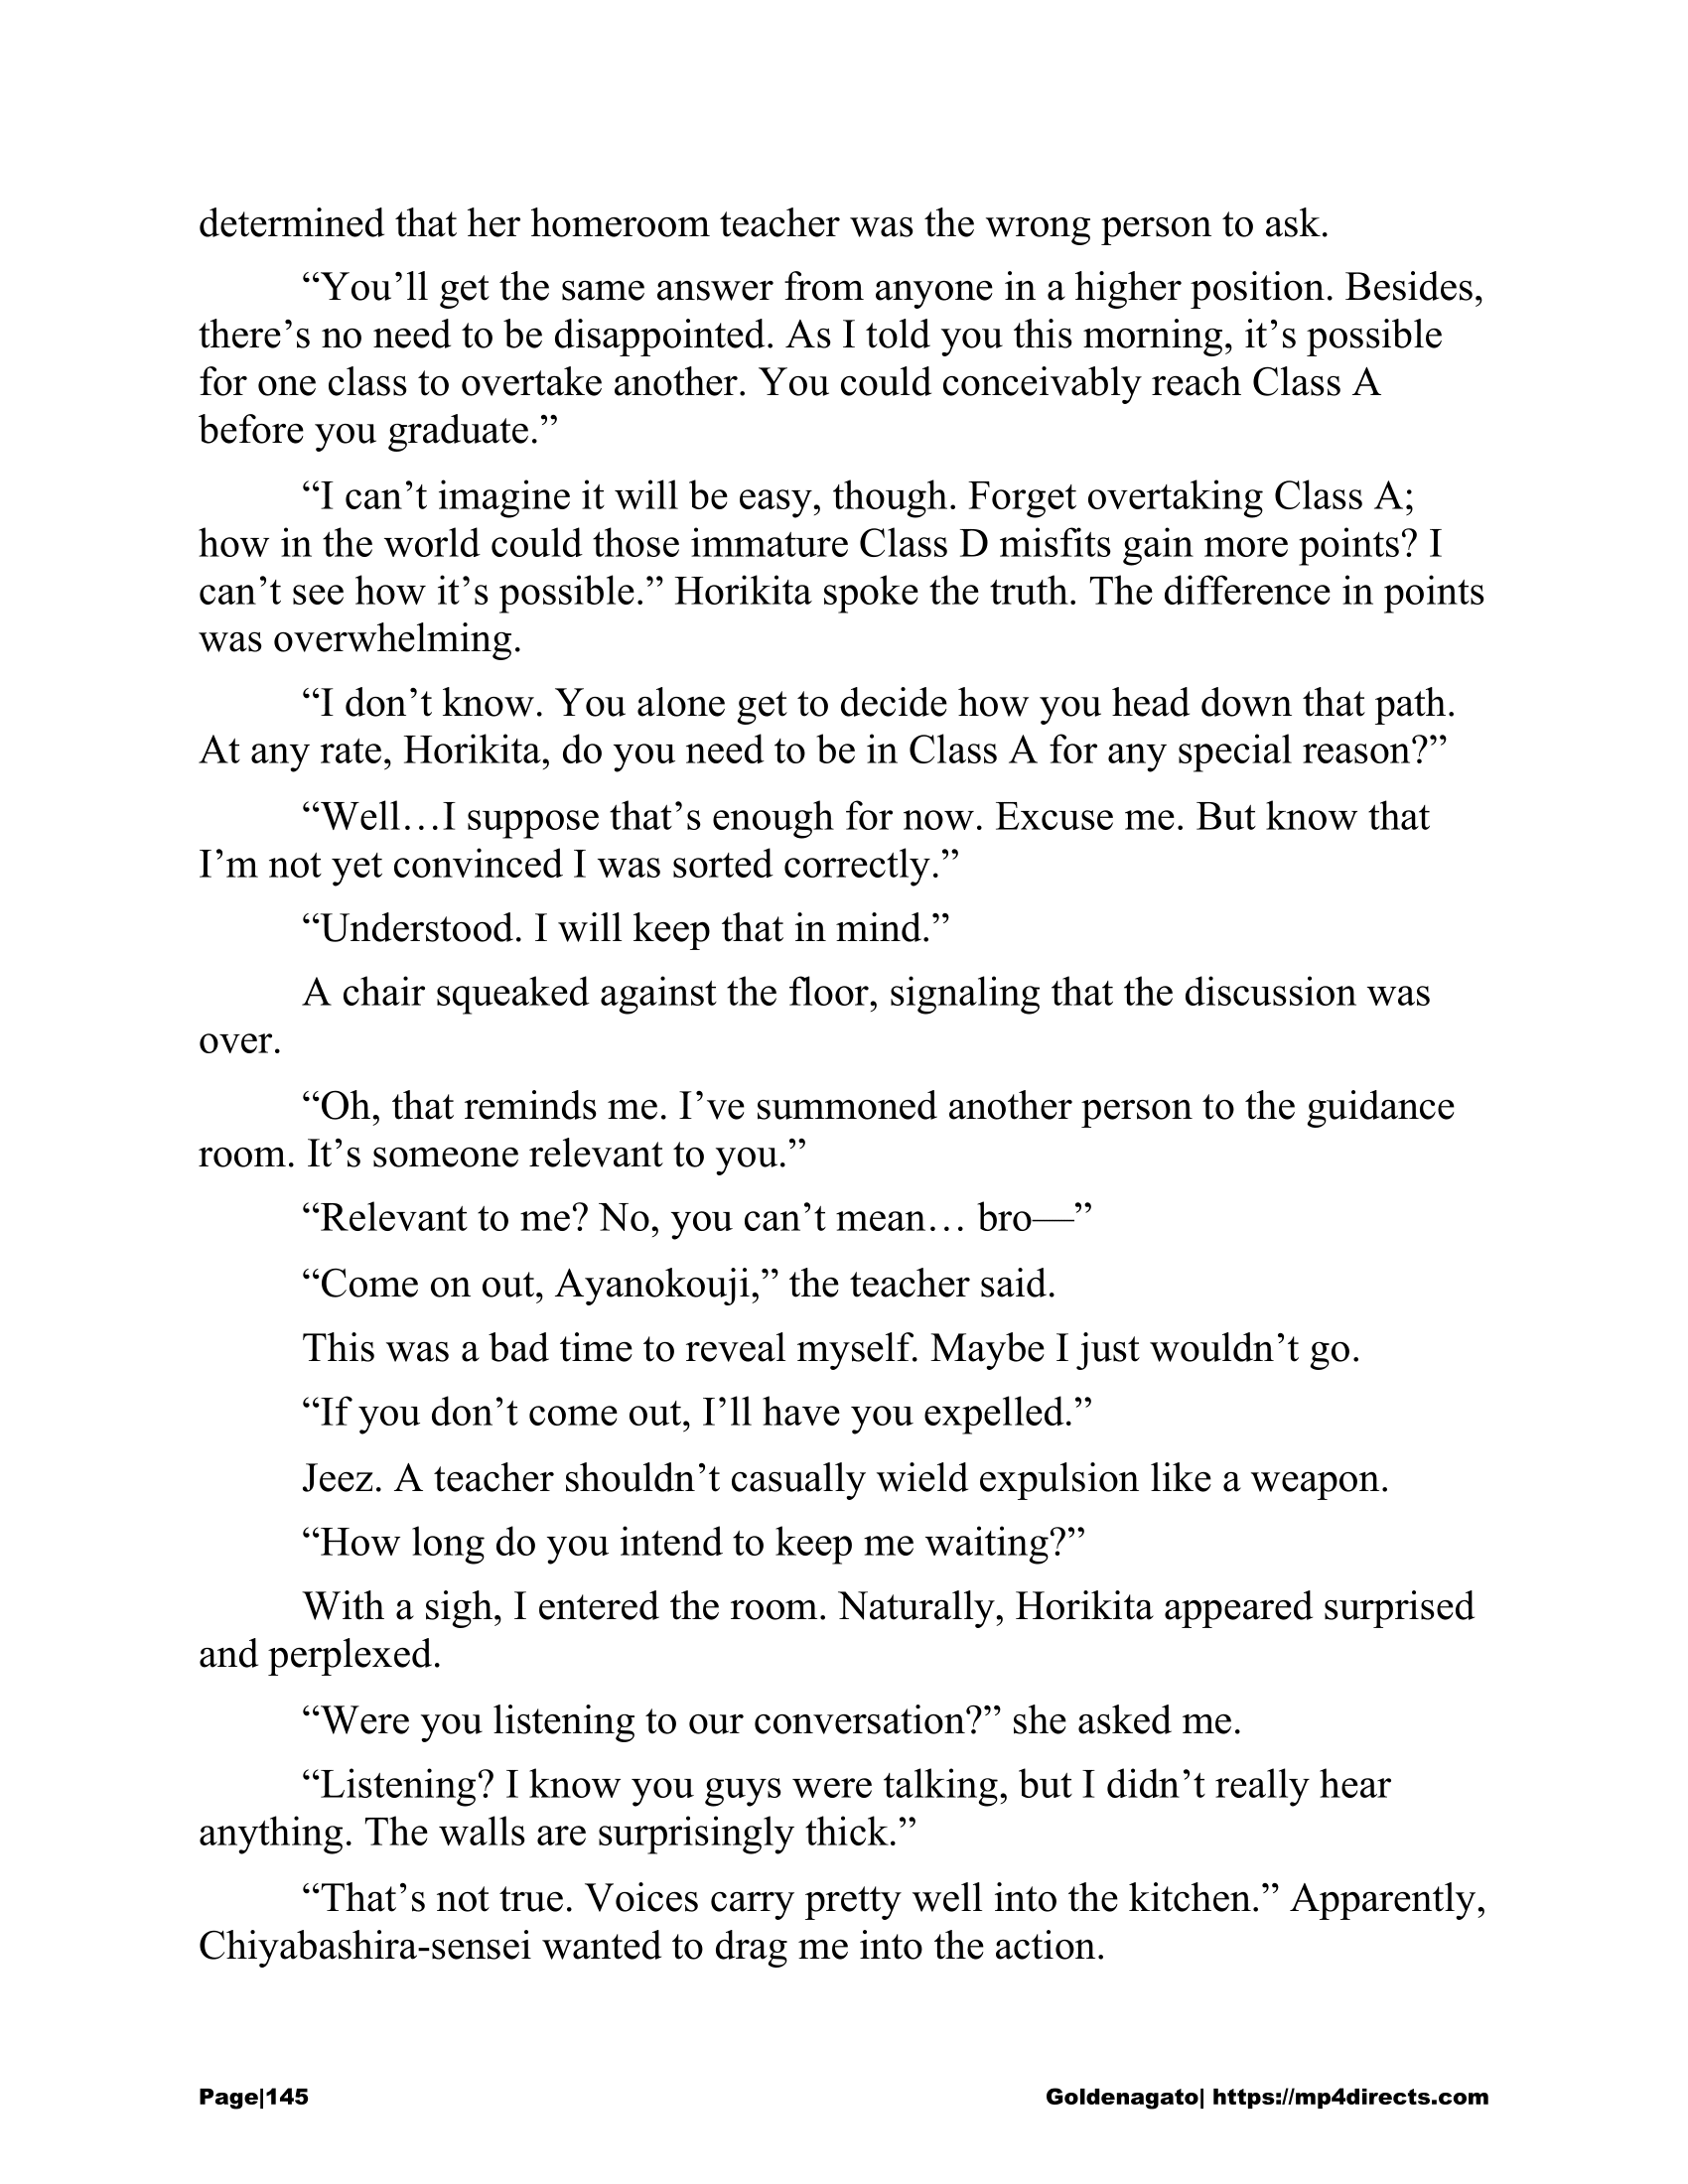 determined that her homeroom teacher was the wrong person to ask.
“You’ll get the same answer from anyone in a higher position. Besides,
there’s no need to be disappointed. As I told you this morning, it’s possible
for one class to overtake another. You could conceivably reach Class A
before you graduate.”
“I can’t imagine it will be easy, though. Forget overtaking Class A;
how in the world could those immature Class D misfits gain more points? I
can’t see how it’s possible.” Horikita spoke the truth. The difference in points
was overwhelming.
“I don’t know. You alone get to decide how you head down that path.
At any rate, Horikita, do you need to be in Class A for any special reason?”
“Well…I suppose that’s enough for now. Excuse me. But know that
I’m not yet convinced I was sorted correctly.”
“Understood. I will keep that in mind.”
A chair squeaked against the floor, signaling that the discussion was
over.
“Oh, that reminds me. I’ve summoned another person to the guidance
room. It’s someone relevant to you.”
“Relevant to me? No, you can’t mean… bro—”
“Come on out, Ayanokouji,” the teacher said.
This was a bad time to reveal myself. Maybe I just wouldn’t go.
“If you don’t come out, I’ll have you expelled.”
Jeez. A teacher shouldn’t casually wield expulsion like a weapon.
“How long do you intend to keep me waiting?”
With a sigh, I entered the room. Naturally, Horikita appeared surprised
and perplexed.
“Were you listening to our conversation?” she asked me.
“Listening? I know you guys were talking, but I didn’t really hear
anything. The walls are surprisingly thick.”
“That’s not true. Voices carry pretty well into the kitchen.” Apparently,
Chiyabashira-sensei wanted to drag me into the action.
Page|145 Goldenagato| https://mp4directs.com